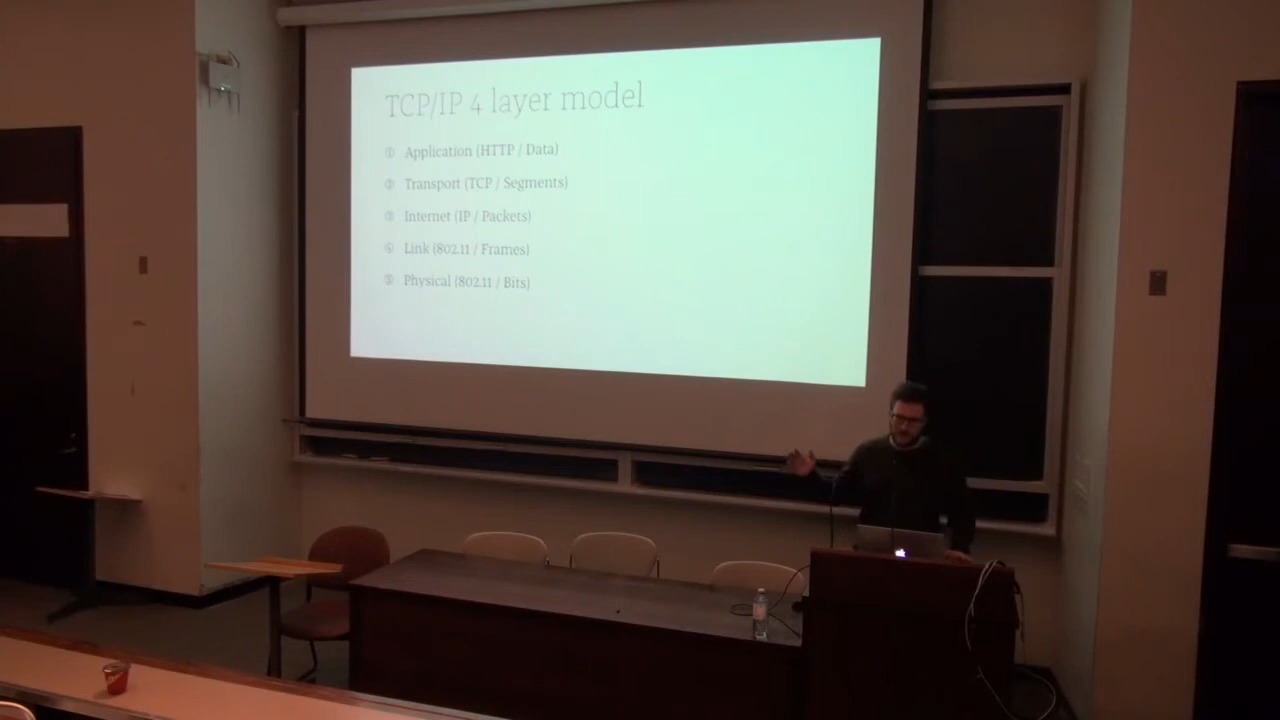 TCP/IP 4 layer model
① Application (HTTP / Data)
② Transport (TCP / Segments)
③ Internet (IP / Packets)
④ Link (802.11 / Frames)
⑤ Physical (802.11 / Bits)